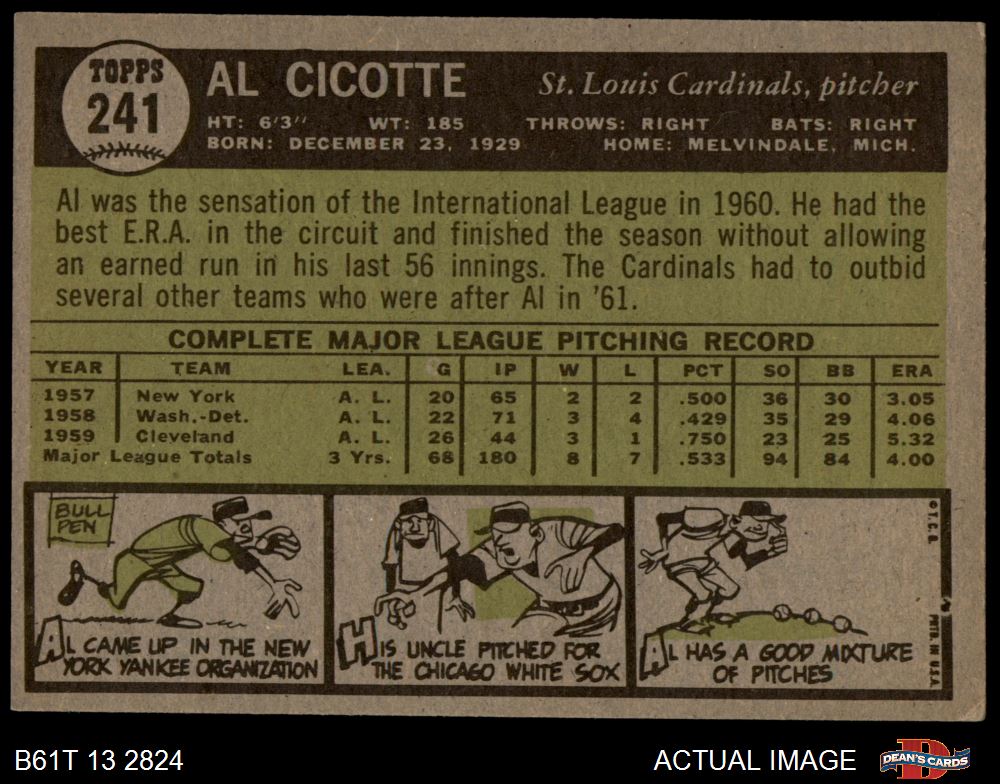 TOPPS
241
AL CICOTTE
St. Louis Cardinals, pitcher
HT: 6'3" WT: 185 THROWS: RIGHT BATS: RIGHT
BORN: DECEMBER 23, 1929 HOME: MELVINDALE, MICH.
Al was the sensation of the International League in 1960. He had the
best E.R.A. in the circuit and finished the season without allowing
an earned run in his last 56 innings. The Cardinals had to outbid
several other teams who were after Al in '61.
COMPLETE MAJOR LEAGUE PITCHING RECORD
YEAR TEAM LEA. G IP W L PCT SO BB ERA
1957 New York A. L. 20 65 2 2 .500 36 30 3.05
1958 Wash.-Det. A. L. 22 71 3 4 .429 35 29 4.06
1959 Cleveland A. L. 26 44 3 1 .750 23 25 5.32
Major League Totals 3 Yrs. 68 180 8 7 .533 94 84 4.00
BULL
PEN
AL CAME UP IN THE NEW
YORK YANKEE ORGANIZATION
HIS UNCLE PITCHED FOR
THE CHICAGO WHITE SOX
AL HAS A GOOD MIXTURE
OF PITCHES
© T.C.G. PRTD. IN U.S.A.
B61T 13 2824
ACTUAL IMAGE
DEAN'S CARDS